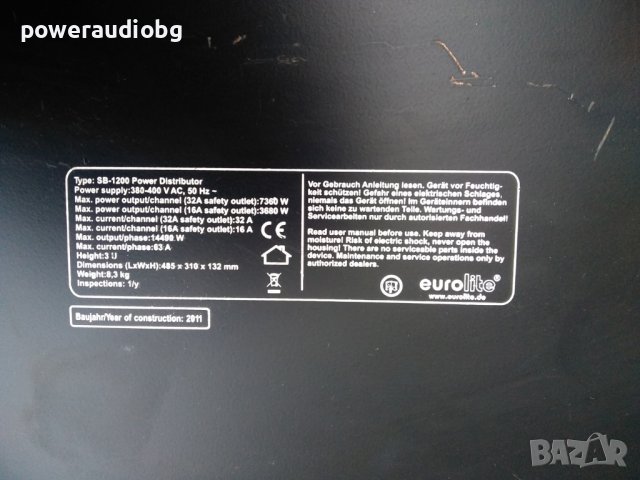 poweraudiobg
Type: SB-1200 Power Distributor
Power supply:380-400 V AC, 50 Hz ~
Max. power output/channel (32A safety outlet):7360 W
Max. power output/channel (16A safety outlet):3680 W
Max. current/channel (32A safety outlet):32 A
Max. current/channel (16A safety outlet):16 A
Max. output/phase:14490 W
Max. current/phase:63 A
Height:3 U
Dimensions (LxWxH):485 x 310 x 132 mm
Weight:8,3 kg
Inspections: 1/y
CE
Vor Gebrauch Anleitung lesen. Gerät vor Feuchtig-
keit schützen! Gefahr eines elektrischen Schlages,
niemals das Gerät öffnen! Im Geräteinnern befinden
sich keine zu wartenden Teile. Wartungs- und
Servicearbeiten nur durch autorisierten Fachhandel!
Read user manual before use. Keep away from
moisture! Risk of electric shock, never open the
housing! There are no serviceable parts inside the
device. Maintenance and service operations only by
authorized dealers.
eurolite®
www.eurolite.de
Baujahr/Year of construction: 2011
BAZAR